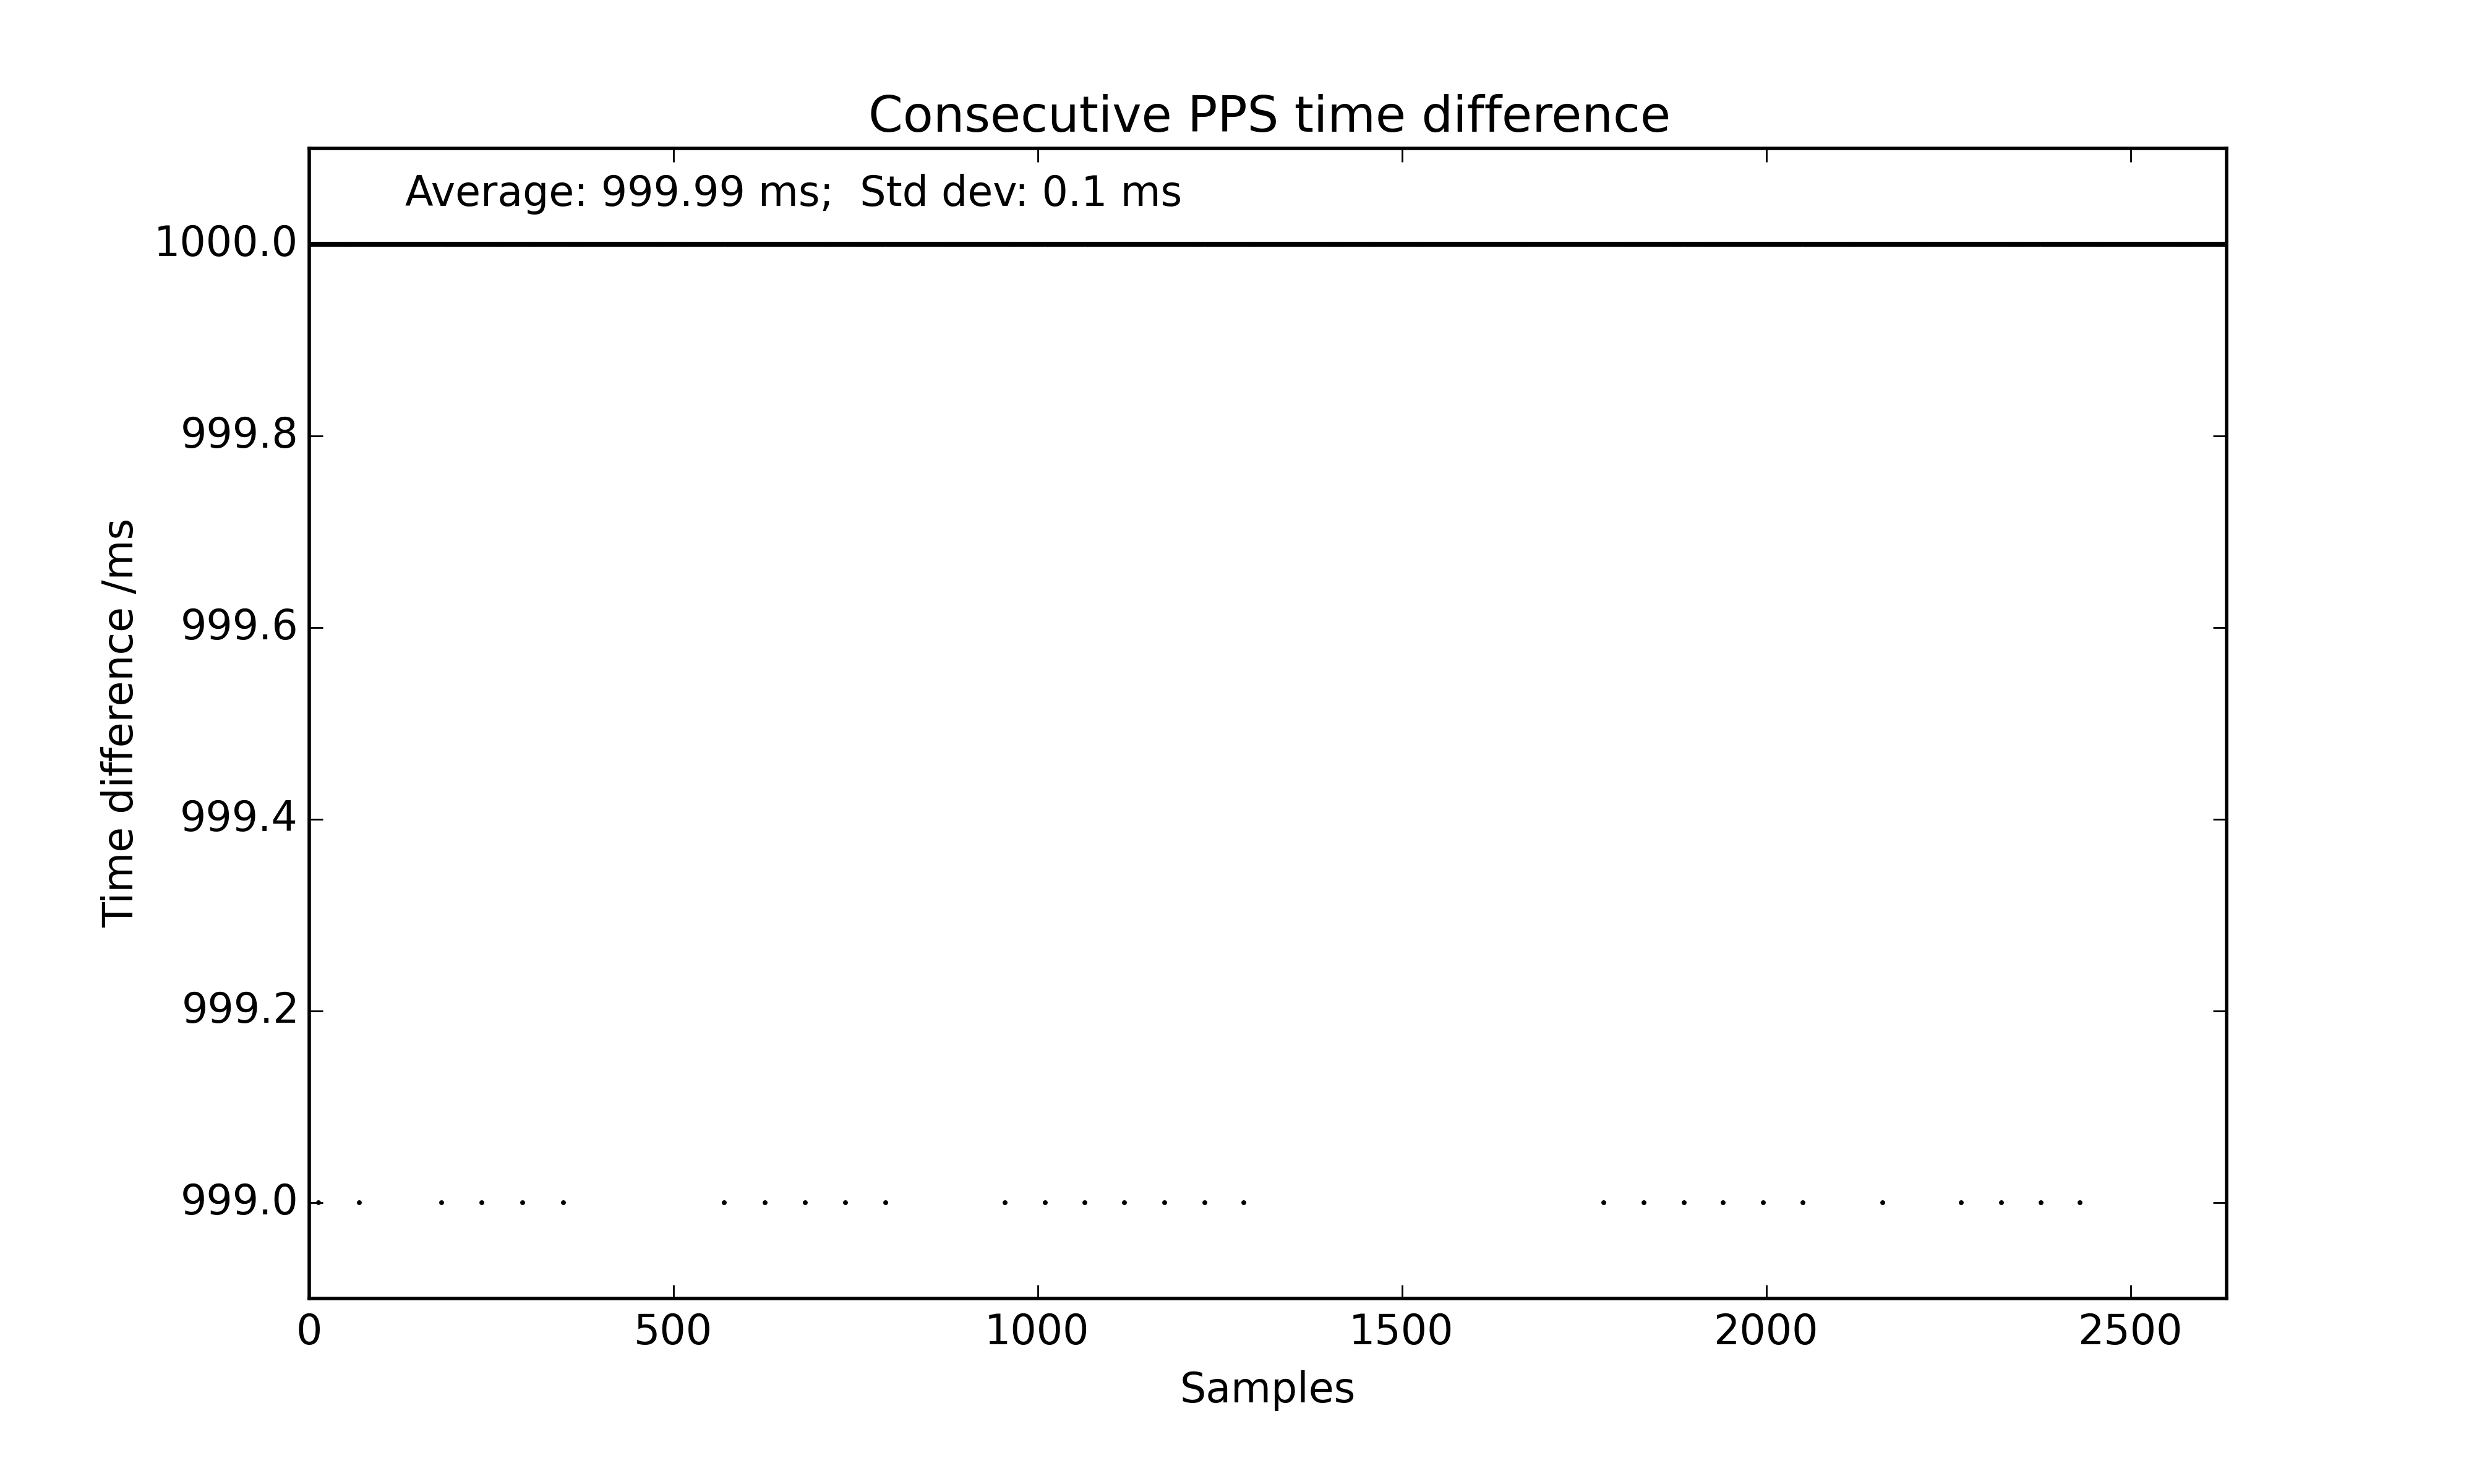 Consecutive PPS time difference
Average: 999.99 ms;  Std dev: 0.1 ms
1000.0
999.8
999.6
999.4
999.2
999.0
Time difference /ms
0 500 1000 1500 2000 2500
Samples